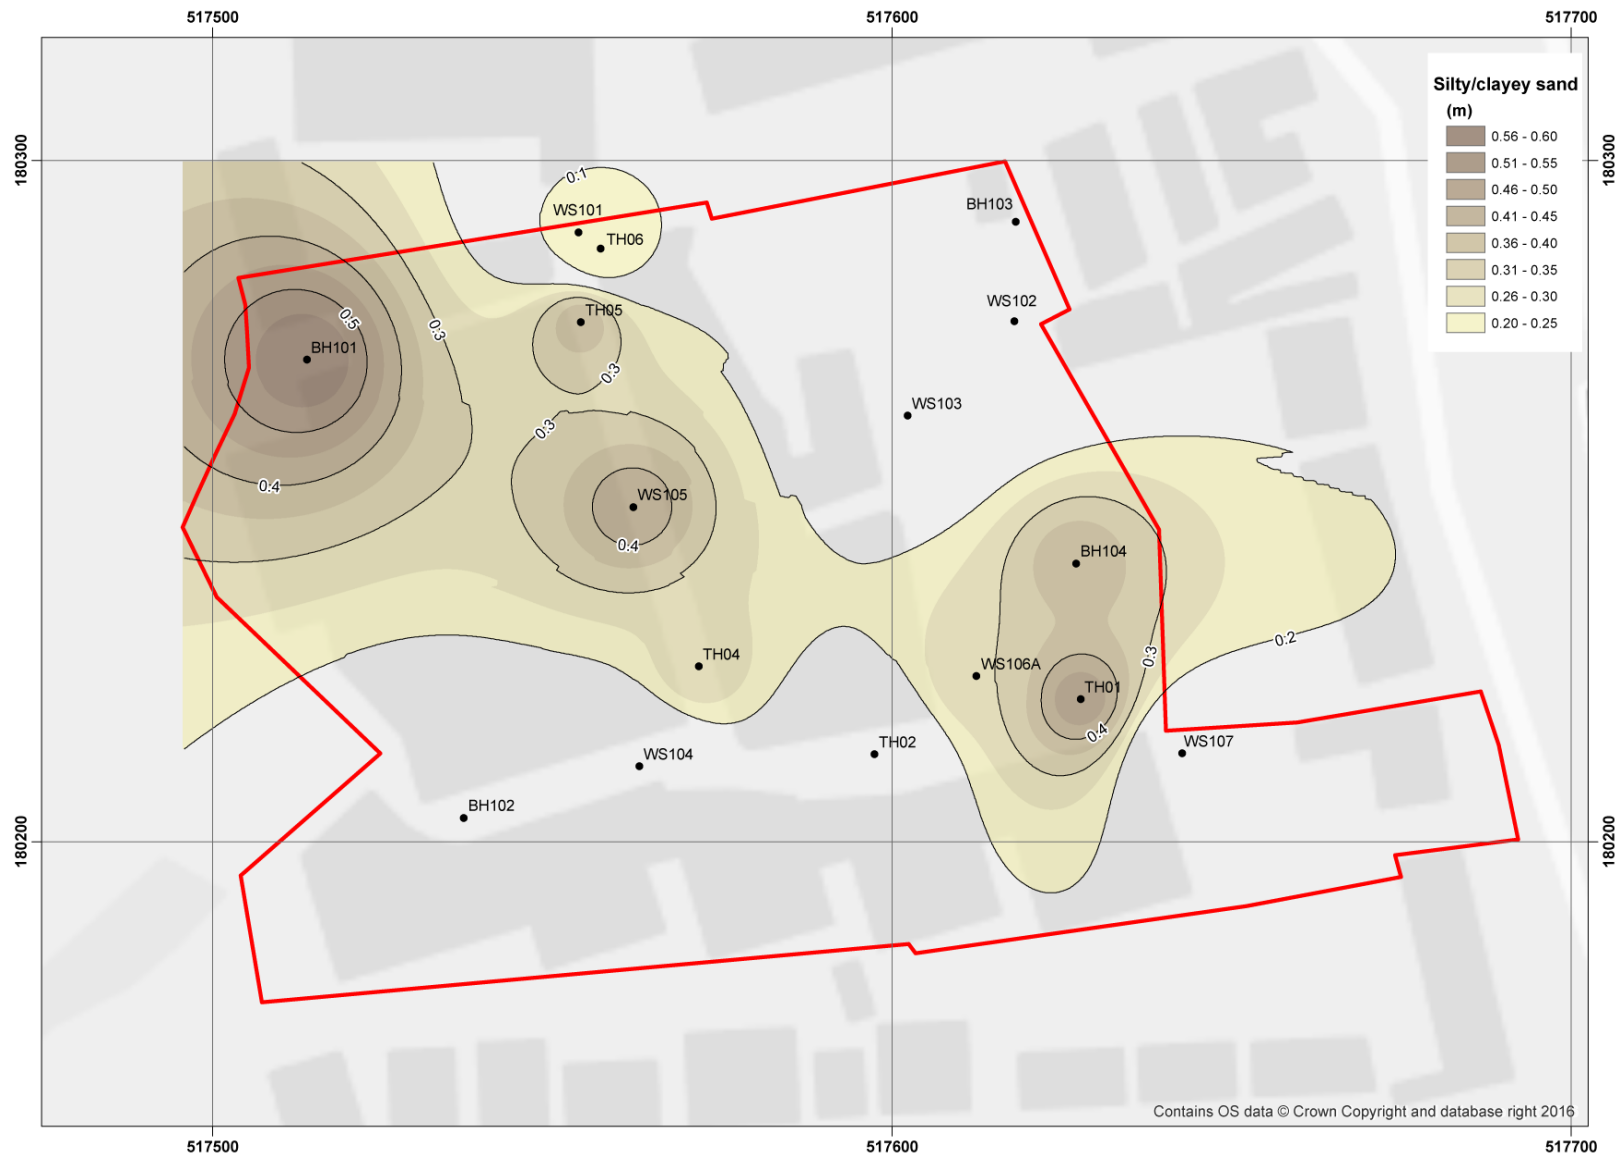 517500 517600 517700
180300
180300
Silty/clayey sand
(m)
0.56 - 0.60
0.51 - 0.55
0.46 - 0.50
0.41 - 0.45
0.36 - 0.40
0.31 - 0.35
0.26 - 0.30
0.20 - 0.25
0:1
WS101
TH06
BH103
WS102
TH05
0:5
0:3
BH101
0:3
WS103
0:3
0:4
WS105
0:4
BH104
0:2
0:3
TH04
WS106A
TH01
0:4
WS107
TH02
WS104
BH102
180200
180200
Contains OS data © Crown Copyright and database right 2016
517500 517600 517700